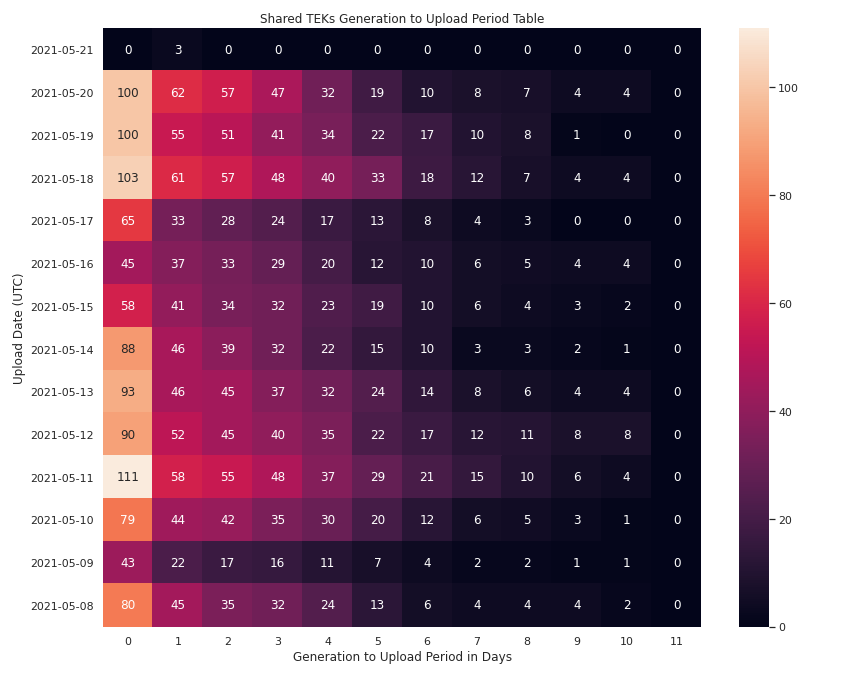 Shared TEKs Generation to Upload Period Table
Upload Date (UTC)
2021-05-21 0 3 0 0 0 0 0 0 0 0 0 0
2021-05-20 100 62 57 47 32 19 10 8 7 4 4 0
2021-05-19 100 55 51 41 34 22 17 10 8 1 0 0
2021-05-18 103 61 57 48 40 33 18 12 7 4 4 0
2021-05-17 65 33 28 24 17 13 8 4 3 0 0 0
2021-05-16 45 37 33 29 20 12 10 6 5 4 4 0
2021-05-15 58 41 34 32 23 19 10 6 4 3 2 0
2021-05-14 88 46 39 32 22 15 10 3 3 2 1 0
2021-05-13 93 46 45 37 32 24 14 8 6 4 4 0
2021-05-12 90 52 45 40 35 22 17 12 11 8 8 0
2021-05-11 111 58 55 48 37 29 21 15 10 6 4 0
2021-05-10 79 44 42 35 30 20 12 6 5 3 1 0
2021-05-09 43 22 17 16 11 7 4 2 2 1 1 0
2021-05-08 80 45 35 32 24 13 6 4 4 4 2 0
0 1 2 3 4 5 6 7 8 9 10 11
Generation to Upload Period in Days
100
80
60
40
20
0